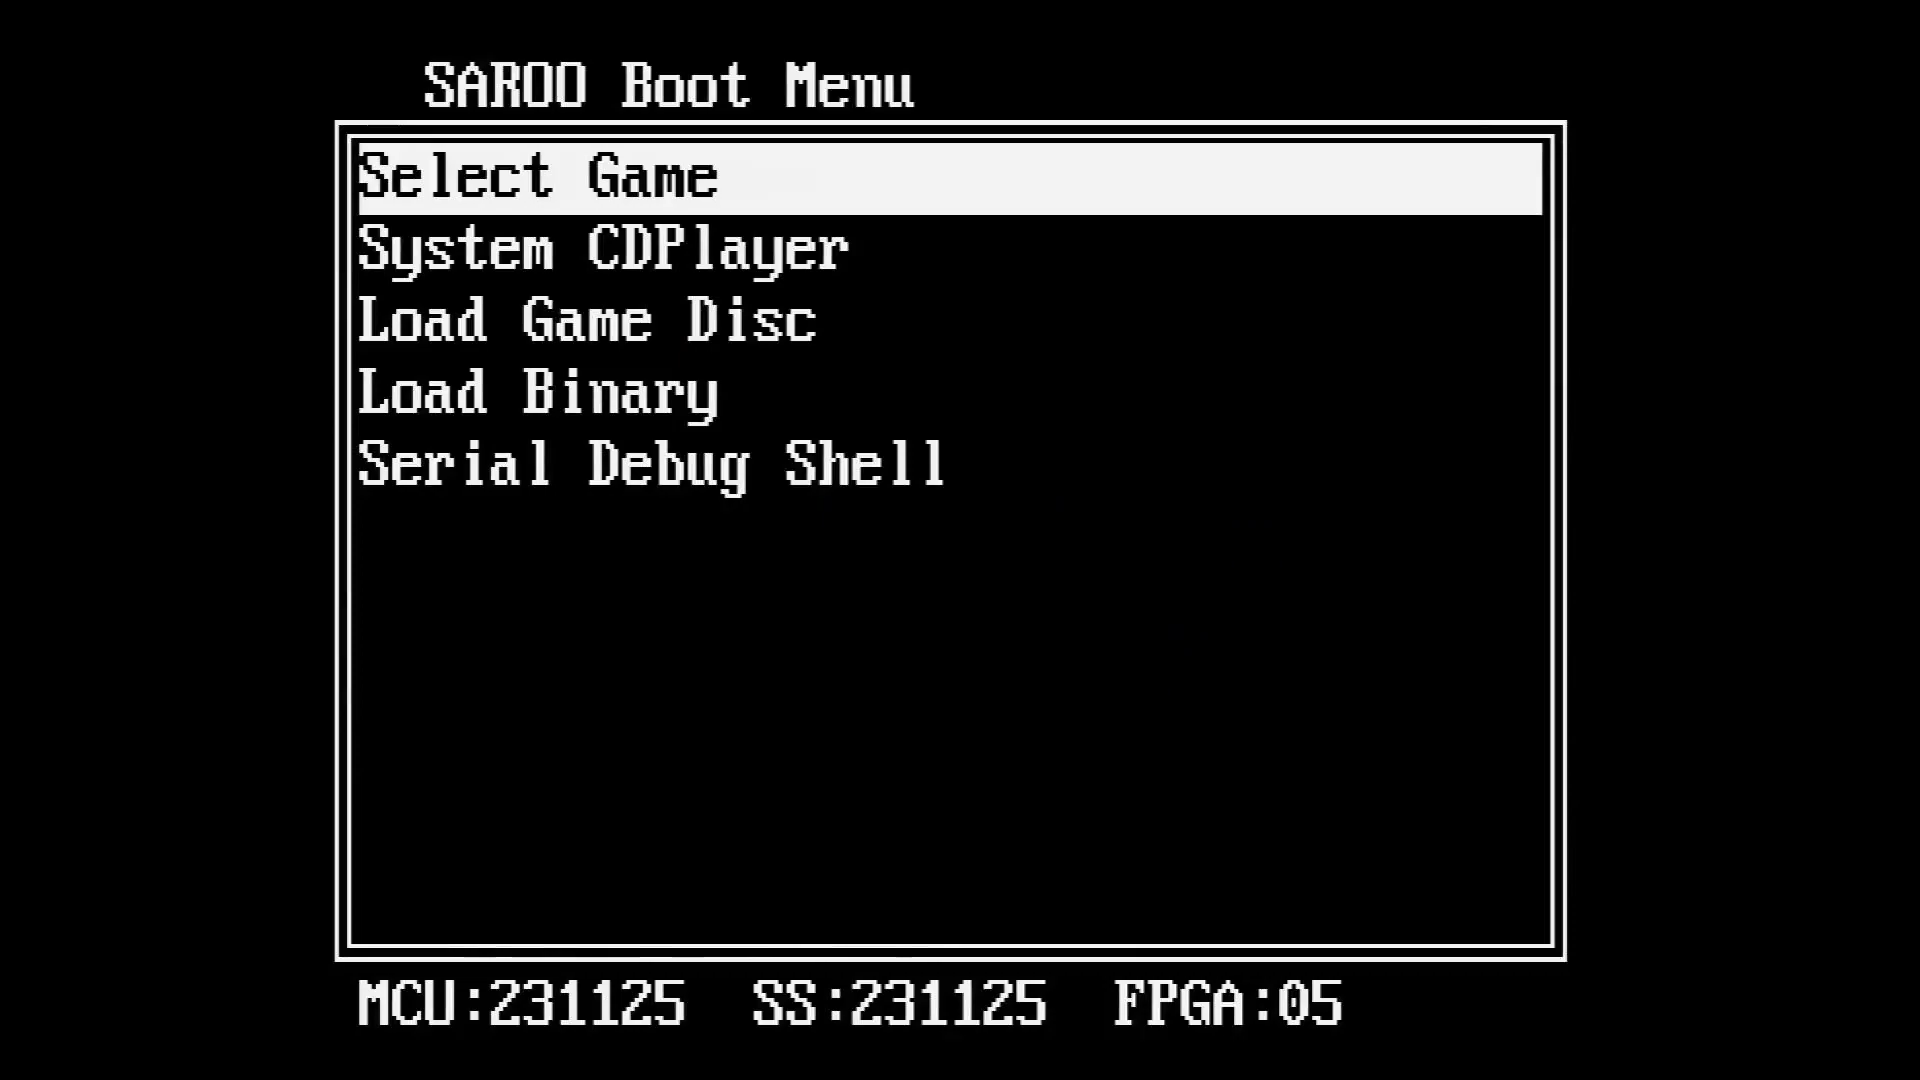 SAROO Boot Menu
Select Game
System CDPlayer
Load Game Disc
Load Binary
Serial Debug Shell
MCU:231125 SS:231125 FPGA:05